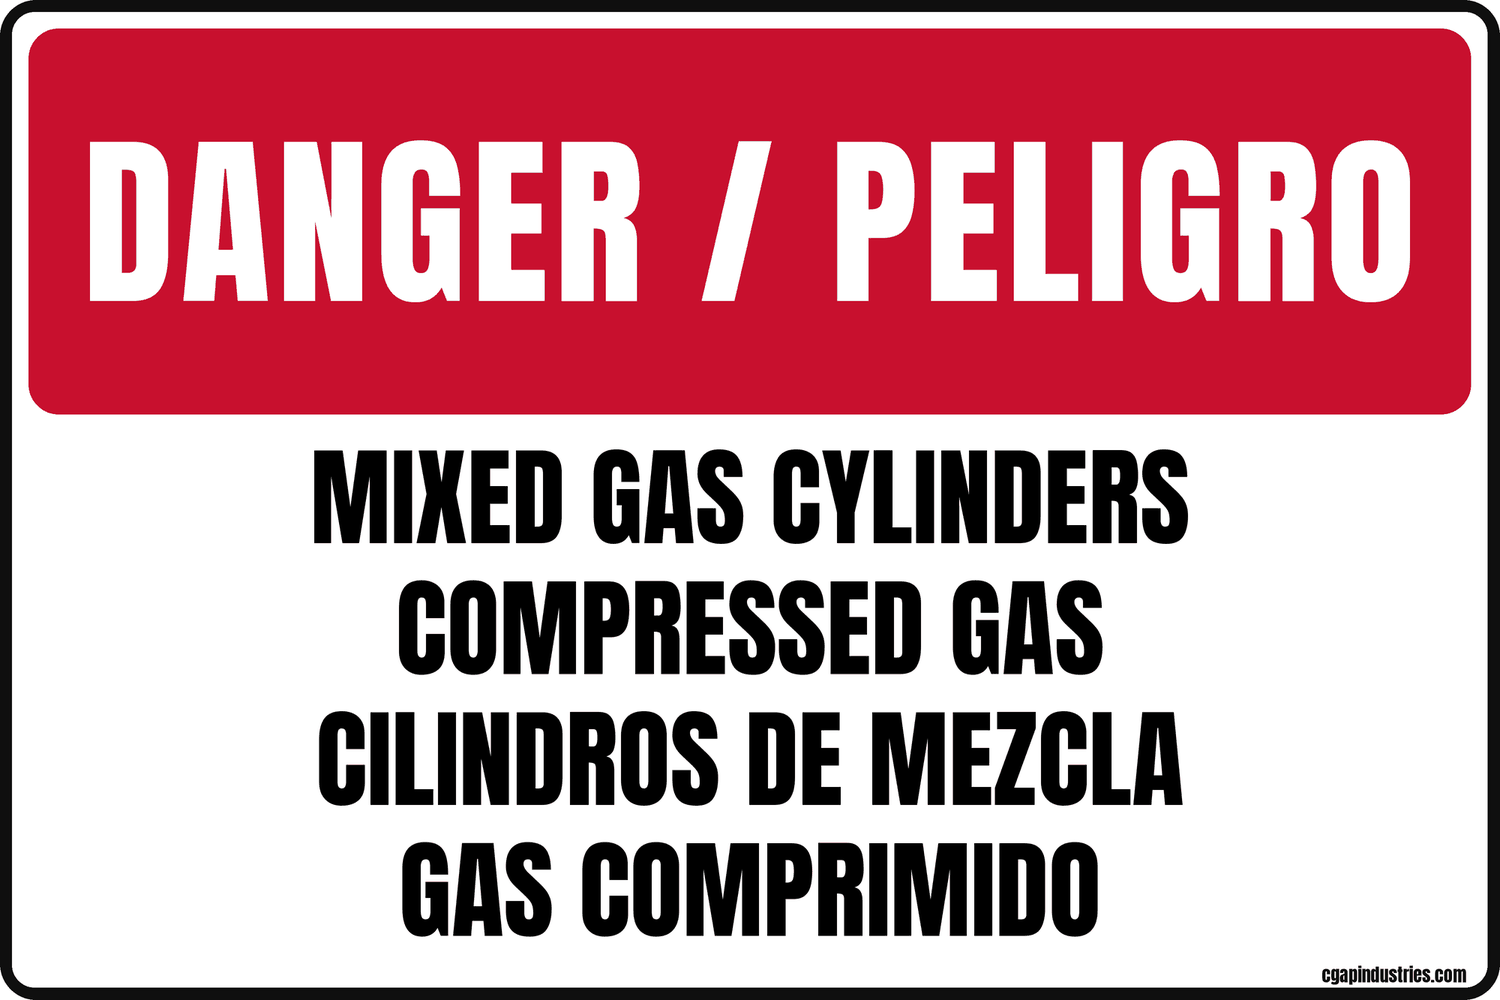 DANGER / PELIGRO
MIXED GAS CYLINDERS
COMPRESSED GAS
CILINDROS DE MEZCLA
GAS COMPRIMIDO
cgapindustries.com